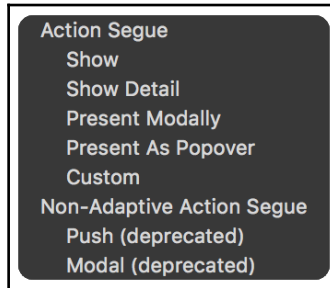 Action Segue
Show
Show Detail
Present Modally
Present As Popover
Custom
Non-Adaptive Action Segue
Push (deprecated)
Modal (deprecated)